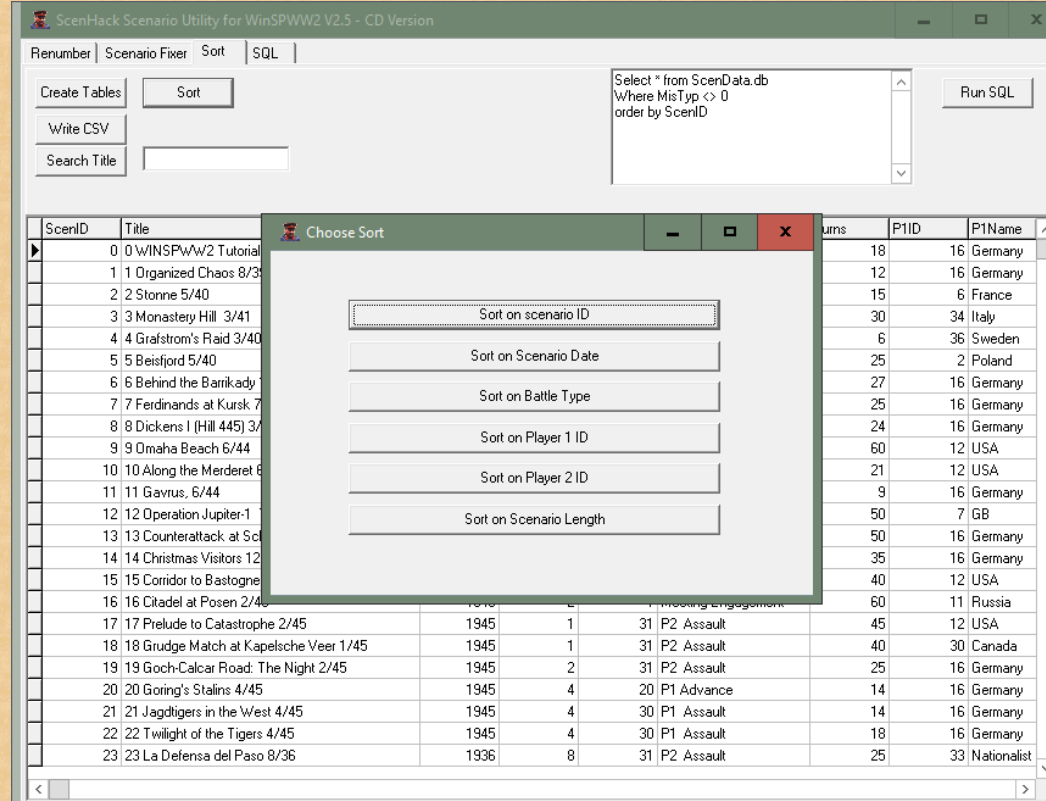 ScenHack Scenario Utility for WinSPWW2 V2.5 - CD Version
Renumber Scenario Fixer Sort SQL
Create Tables Sort
Write CSV
Search Title
Select * from ScenData.db
Where MisTyp <> 0
order by ScenID
Run SQL
ScenID Title urns P1ID P1Name
0 0 WINSPWW2 Tutorial 18 16 Germany
1 1 Organized Chaos 8/39 12 16 Germany
2 2 Stonne 5/40 15 6 France
3 3 Monastery Hill 3/41 30 34 Italy
4 4 Grafstrom's Raid 3/40 6 36 Sweden
5 5 Beisfjord 5/40 25 2 Poland
6 6 Behind the Barrikady 27 16 Germany
7 7 Ferdinands at Kursk 7 25 16 Germany
8 8 Dickens I (Hill 445) 3/ 24 16 Germany
9 9 Omaha Beach 6/44 60 12 USA
10 10 Along the Merderet 21 12 USA
11 11 Gavrus, 6/44 9 16 Germany
12 12 Operation Jupiter-1 50 7 GB
13 13 Counterattack at 50 16 Germany
14 14 Christmas Visitors 12 35 16 Germany
15 15 Corridor to Bastogne 40 12 USA
16 16 Citadel at Posen 2/45 Meeting Engagement 60 11 Russia
17 17 Prelude to Catastrophe 2/45 1945 1 31 P2 Assault 45 12 USA
18 18 Grudge Match at Kapelsche Veer 1/45 1945 1 31 P2 Assault 40 30 Canada
19 19 Goch-Calcar Road: The Night 2/45 1945 2 31 P2 Assault 25 16 Germany
20 20 Goring's Stalins 4/45 1945 4 20 P1 Advance 14 16 Germany
21 21 Jagdtigers in the West 4/45 1945 4 30 P1 Assault 14 16 Germany
22 22 Twilight of the Tigers 4/45 1945 4 30 P1 Assault 18 16 Germany
23 23 La Defensa del Paso 8/36 1936 8 31 P2 Assault 25 33 Nationalist
Choose Sort
Sort on scenario ID
Sort on Scenario Date
Sort on Battle Type
Sort on Player 1 ID
Sort on Player 2 ID
Sort on Scenario Length